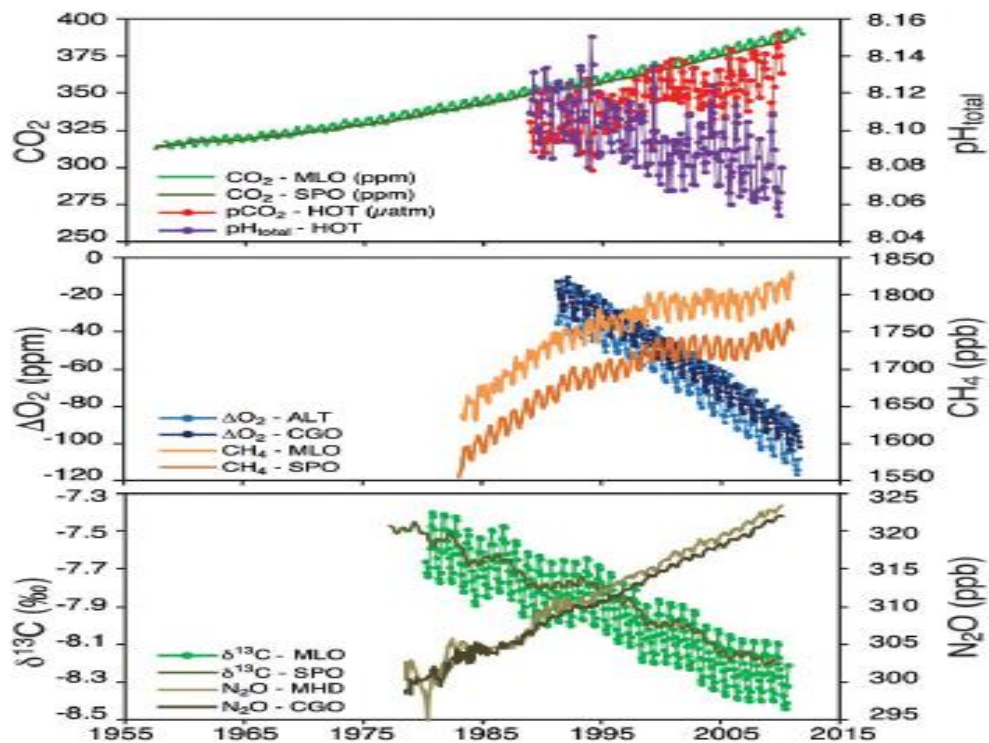 400
375
350
325
300
275
250
CO₂
8.16
8.14
8.12
8.10
8.08
8.06
8.04
pHtotal
CO₂ - MLO (ppm)
CO₂ - SPO (ppm)
pCO₂ - HOT (µatm)
pHtotal - HOT
0
-20
-40
-60
-80
-100
-120
ΔO₂ (ppm)
1850
1800
1750
1700
1650
1600
1550
CH₄ (ppb)
ΔO₂ - ALT
ΔO₂ - CGO
CH₄ - MLO
CH₄ - SPO
-7.3
-7.5
-7.7
-7.9
-8.1
-8.3
-8.5
δ¹³C (‰)
325
320
315
310
305
300
295
N₂O (ppb)
δ¹³C - MLO
δ¹³C - SPO
N₂O - MHD
N₂O - CGO
1955 1965 1975 1985 1995 2005 2015